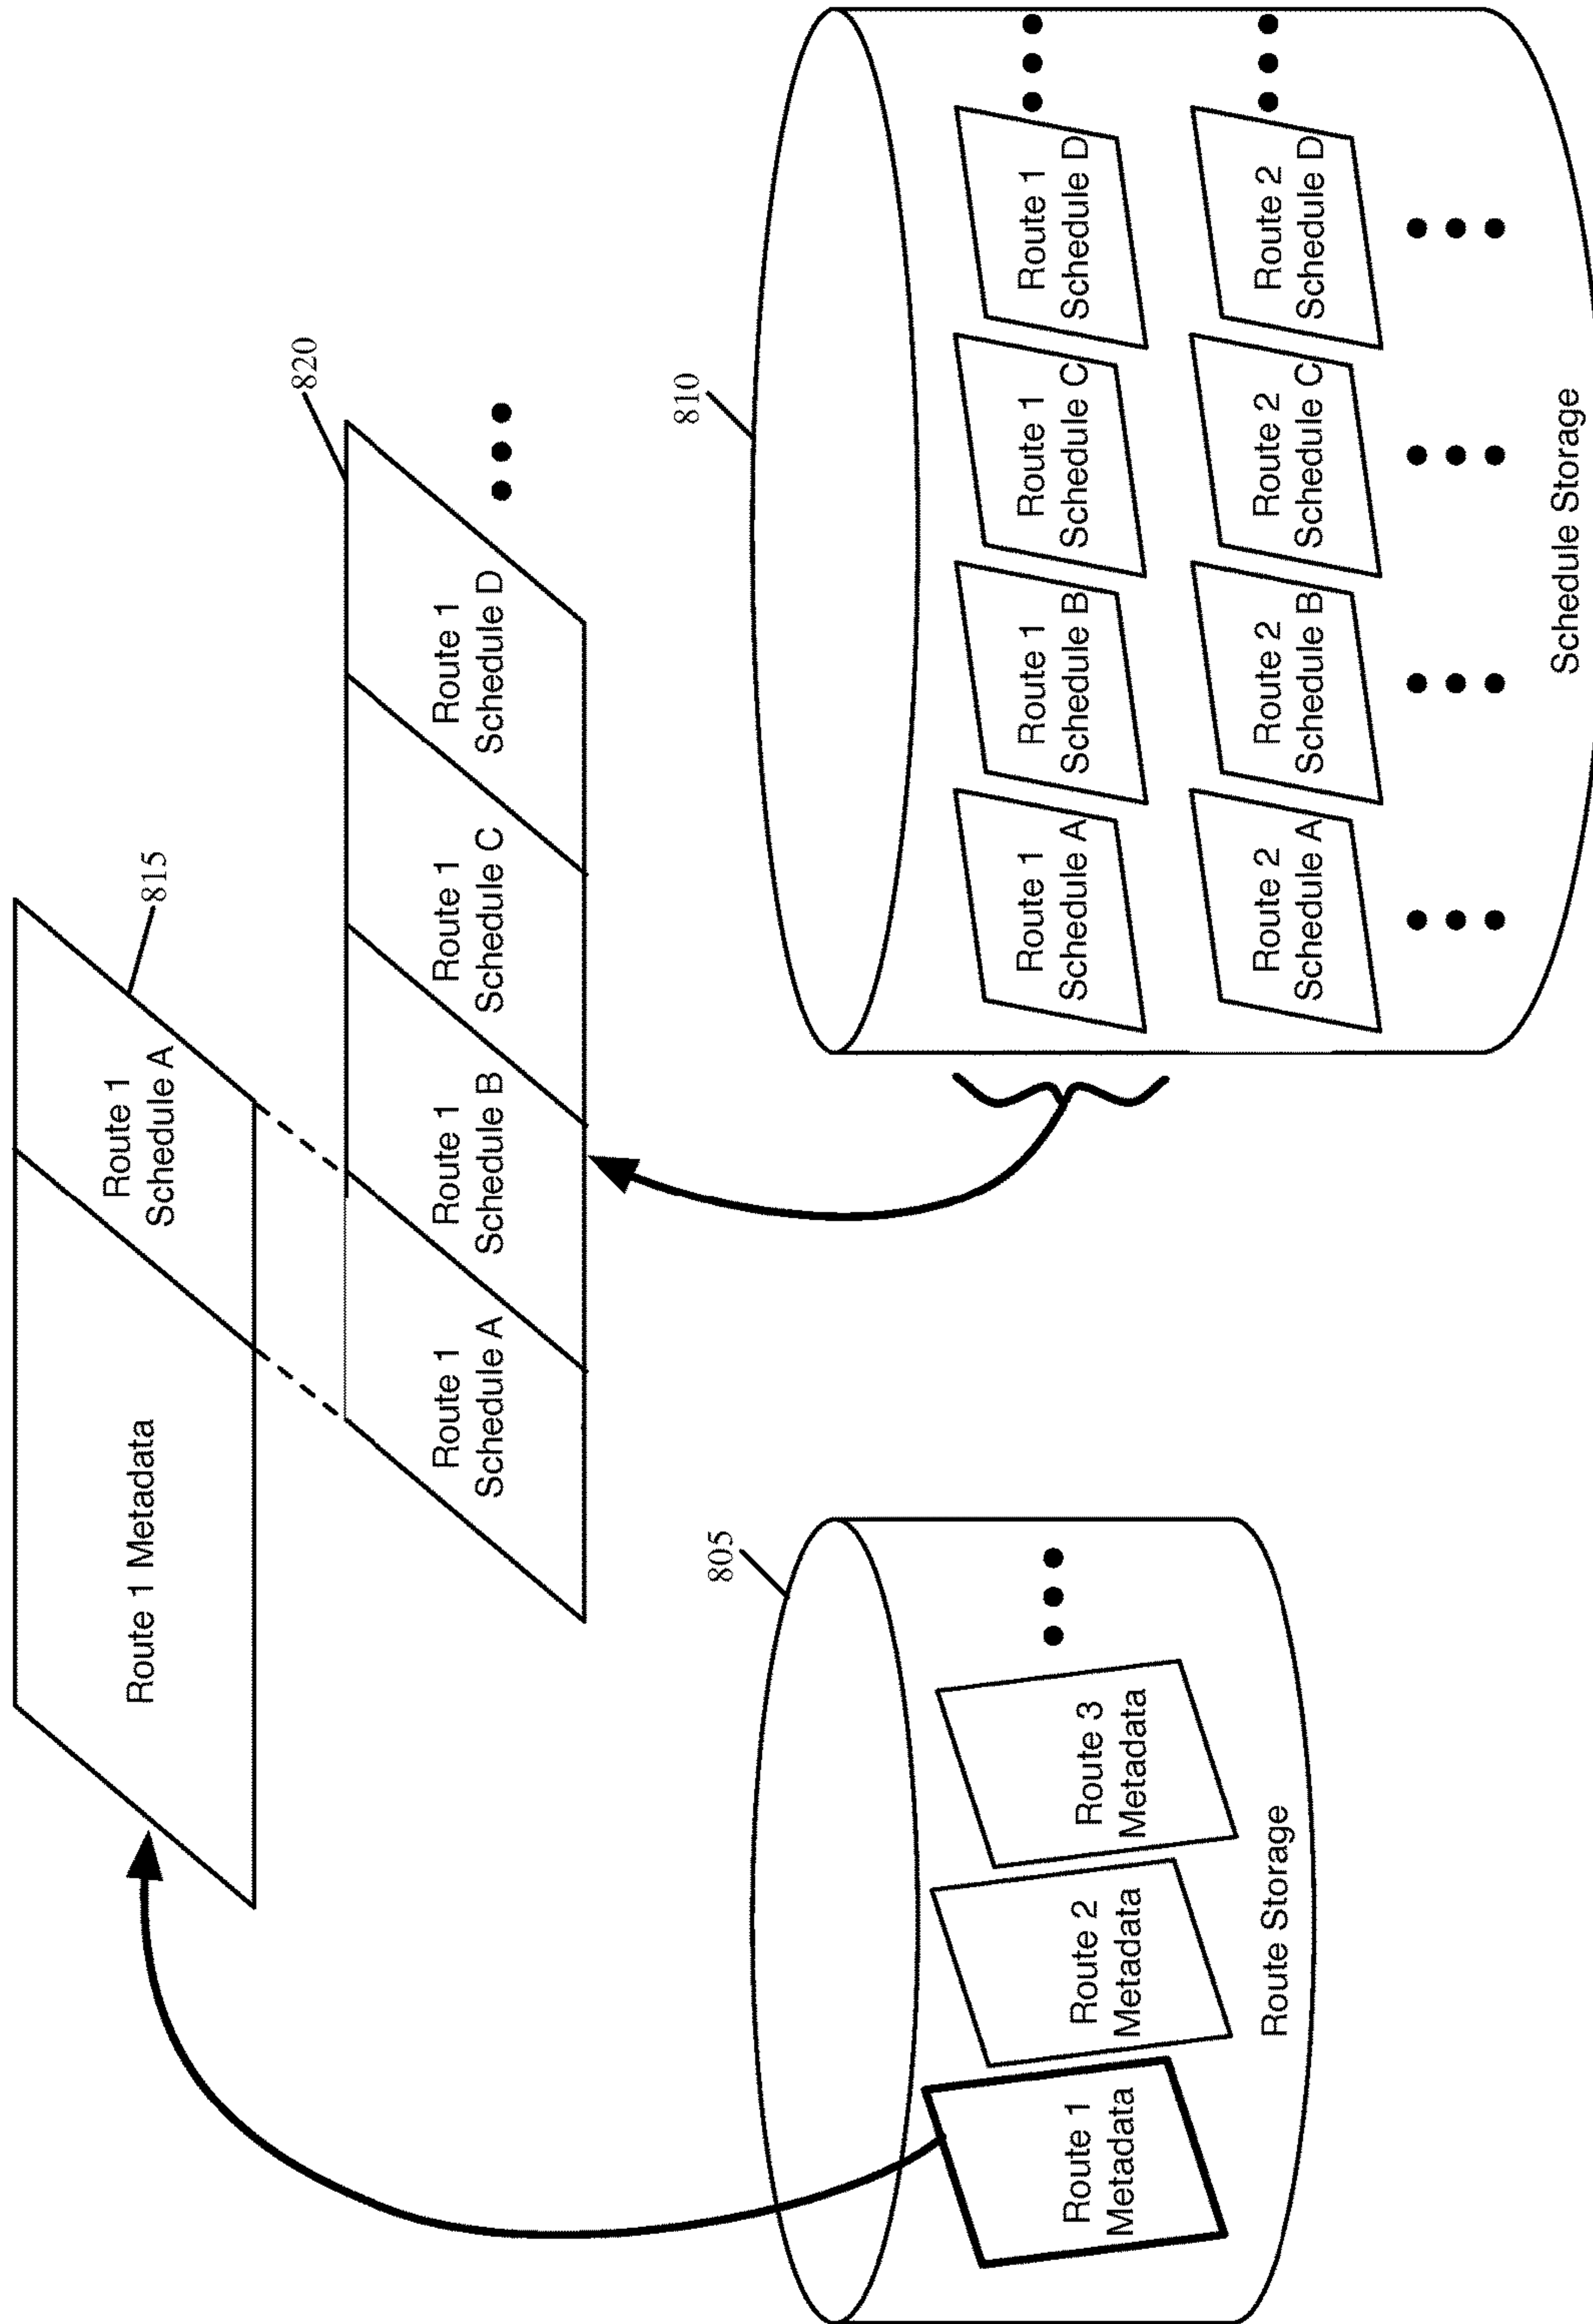 Route 1 Metadata
Route 1
Schedule A
815
Route 1
Schedule A
Route 1
Schedule B
Route 1
Schedule C
Route 1
Schedule D
820
805
Route 1
Metadata
Route 2
Metadata
Route 3
Metadata
Route Storage
810
Route 1
Schedule A
Route 1
Schedule B
Route 1
Schedule C
Route 1
Schedule D
Route 2
Schedule A
Route 2
Schedule B
Route 2
Schedule C
Route 2
Schedule D
Schedule Storage